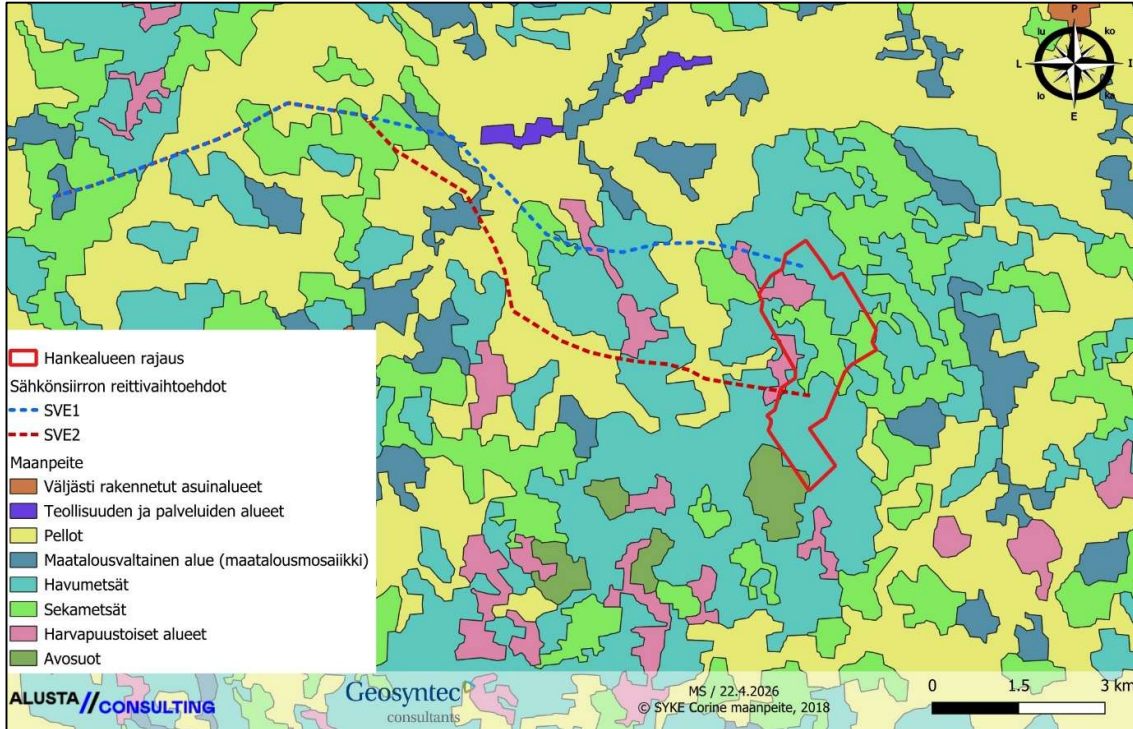 P
lu
ko
L
I
lo
ka
E
Hankealueen rajaus
Sähkönsiirron reittivaihtoehdot
SVE1
SVE2
Maanpeite
Väljästi rakennetut asuinalueet
Teollisuuden ja palveluiden alueet
Pellot
Maatalousvaltainen alue (maatalousmosaiikki)
Havumetsät
Sekametsät
Harvapuustoiset alueet
Avosuot
ALUSTA//CONSULTING
Geosyntec
consultants
MS / 22.4.2026
© SYKE Corine maanpeite, 2018
0 1.5 3 km